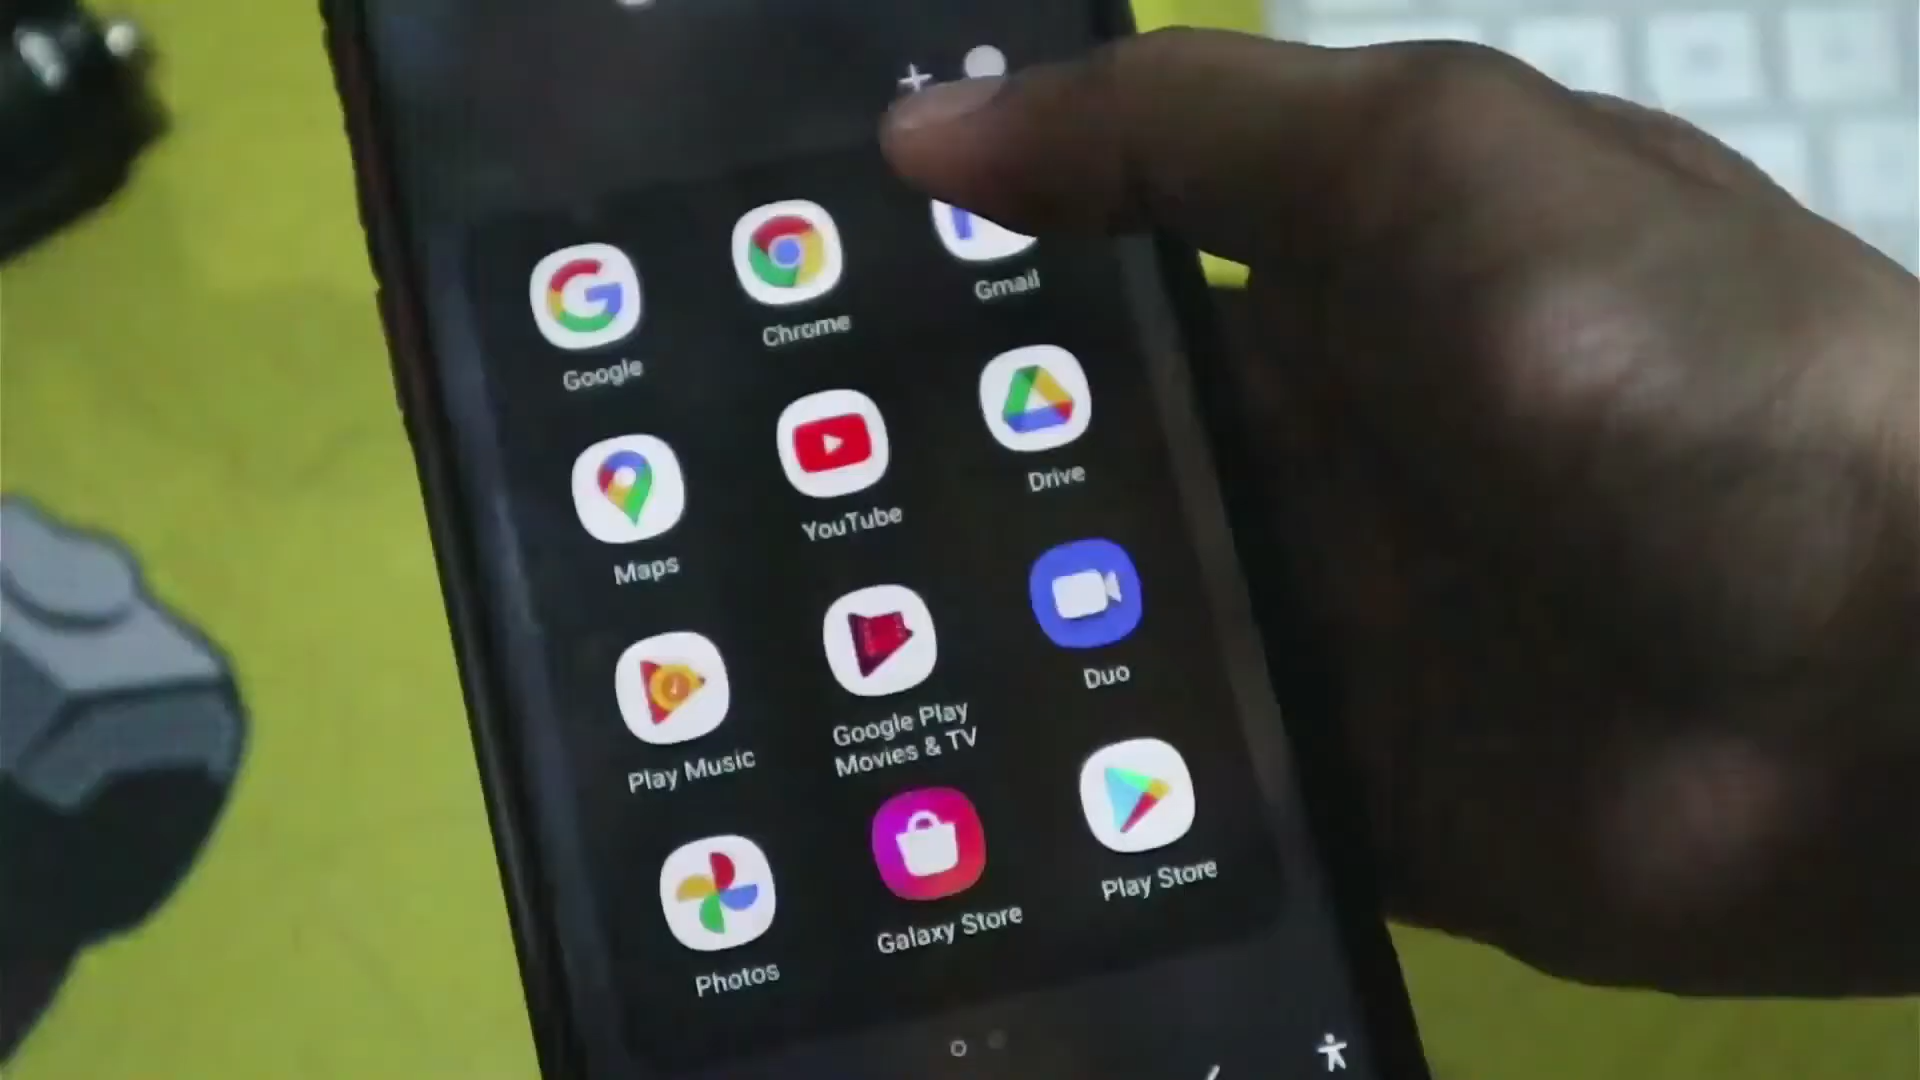 Google
Chrome
Gmail
Maps
YouTube
Drive
Play Music
Google Play
Movies & TV
Duo
Photos
Galaxy Store
Play Store